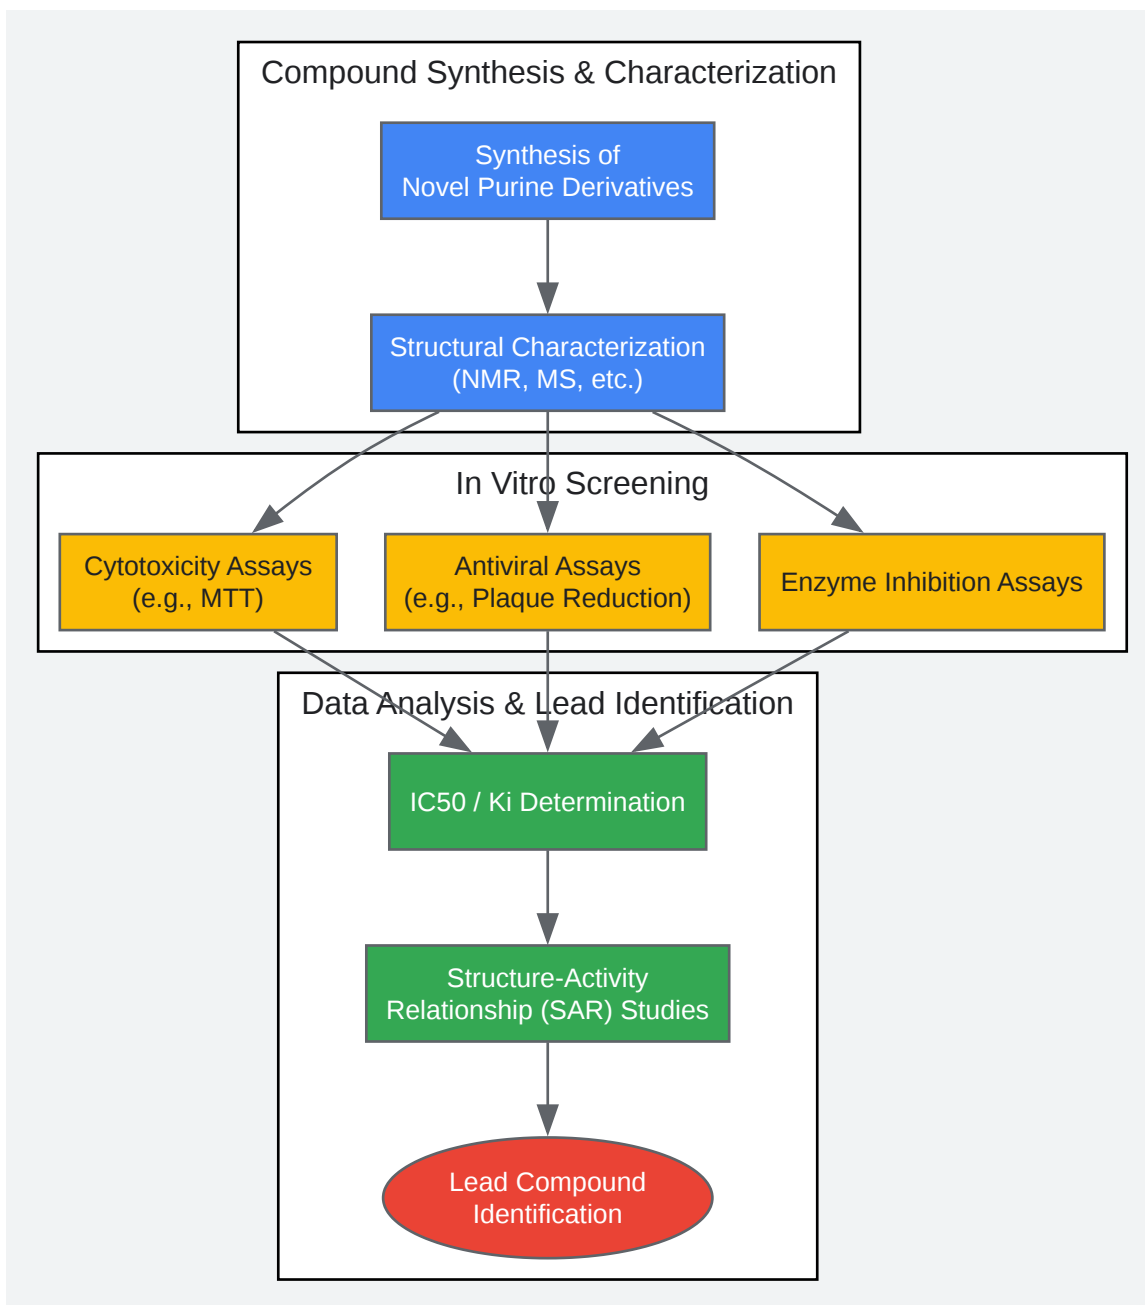 Compound Synthesis & Characterization
Synthesis of
Novel Purine Derivatives
Structural Characterization
(NMR, MS, etc.)
In Vitro Screening
Cytotoxicity Assays
(e.g., MTT)
Antiviral Assays
(e.g., Plaque Reduction)
Enzyme Inhibition Assays
Data Analysis & Lead Identification
IC50 / Ki Determination
Structure-Activity
Relationship (SAR) Studies
Lead Compound
Identification